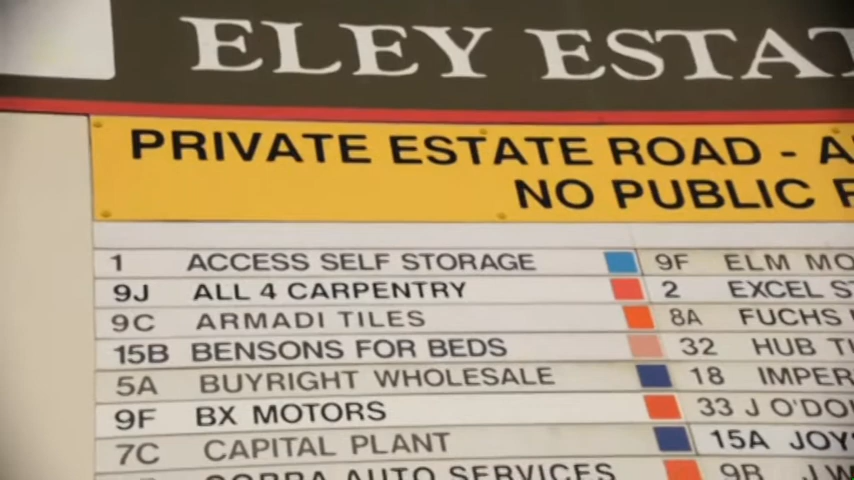 ELEY ESTAT
PRIVATE ESTATE ROAD - A
NO PUBLIC
1 ACCESS SELF STORAGE 9F ELM MO
9J ALL 4 CARPENTRY 2 EXCEL S
9C ARMADI TILES 8A FUCHS
15B BENSONS FOR BEDS 32 HUB T
5A BUYRIGHT WHOLESALE 18 IMPER
9F BX MOTORS 33 J O'DO
7C CAPITAL PLANT 15A JOY'
COBRA AUTO SERVICES 9B J.W